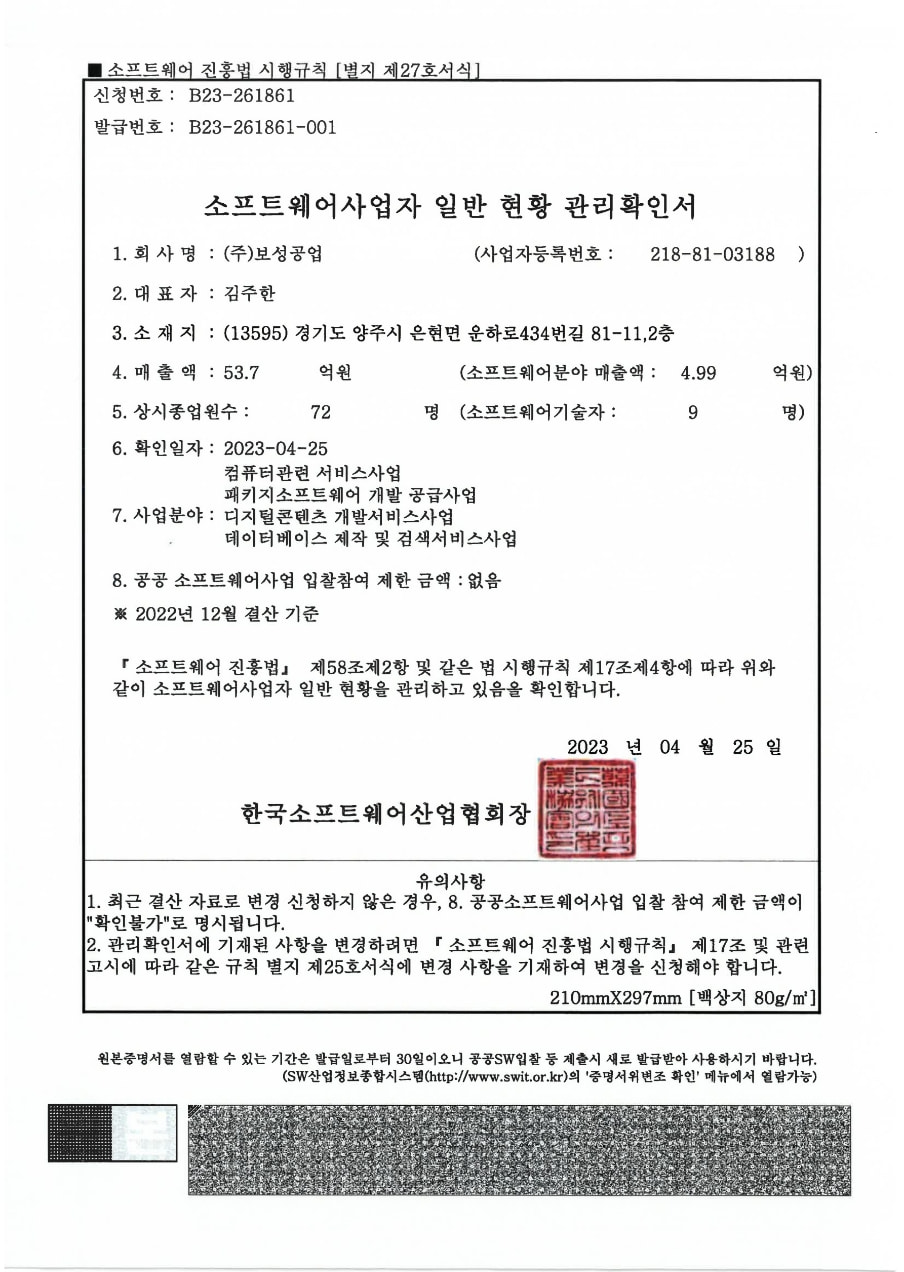 ■ 소프트웨어 진흥법 시행규칙 [별지 제27호서식]
신청번호 : B23-261861
발급번호 : B23-261861-001
소프트웨어사업자 일반 현황 관리확인서
1. 회 사 명 : (주)보성공업 (사업자등록번호 : 218-81-03188 )
2. 대 표 자 : 김주한
3. 소 재 지 : (13595) 경기도 양주시 은현면 운하로434번길 81-11,2층
4. 매 출 액 : 53.7 억원 (소프트웨어분야 매출액 : 4.99 억원)
5. 상시종업원수 : 72 명 (소프트웨어기술자 : 9 명)
6. 확인일자 : 2023-04-25
컴퓨터관련 서비스사업
패키지소프트웨어 개발 공급사업
7. 사업분야 : 디지털콘텐츠 개발서비스사업
데이터베이스 제작 및 검색서비스사업
8. 공공 소프트웨어사업 입찰참여 제한 금액 : 없음
※ 2022년 12월 결산 기준
『 소프트웨어 진흥법』 제58조제2항 및 같은 법 시행규칙 제17조제4항에 따라 위와
같이 소프트웨어사업자 일반 현황을 관리하고 있음을 확인합니다.
2023 년 04 월 25 일
한국소프트웨어산업협회장
유의사항
1. 최근 결산 자료로 변경 신청하지 않은 경우, 8. 공공소프트웨어사업 입찰 참여 제한 금액이
"확인불가"로 명시됩니다.
2. 관리확인서에 기재된 사항을 변경하려면 『 소프트웨어 진흥법 시행규칙』 제17조 및 관련
고시에 따라 같은 규칙 별지 제25호서식에 변경 사항을 기재하여 변경을 신청해야 합니다.
210mmX297mm [백상지 80g/㎡]
원본증명서를 열람할 수 있는 기간은 발급일로부터 30일이오니 공공SW입찰 등 제출시 새로 발급받아 사용하시기 바랍니다.
(SW산업정보종합시스템(http://www.swit.or.kr)의 '증명서위변조 확인' 메뉴에서 열람가능)